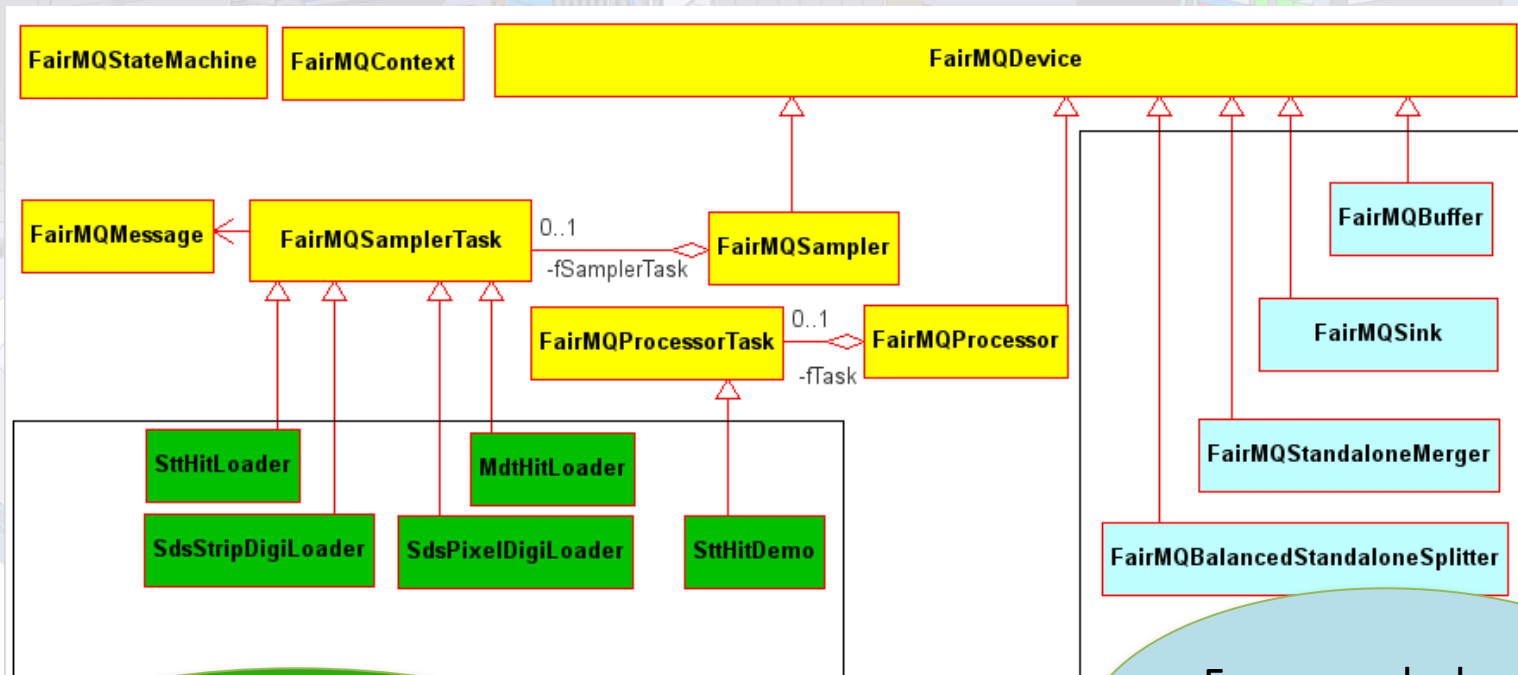 FairMQStateMachine
FairMQContext
FairMQDevice
FairMQMessage
FairMQSamplerTask
0..1
-fSamplerTask
FairMQSampler
FairMQBuffer
FairMQProcessorTask
0..1
-fTask
FairMQProcessor
FairMQSink
SttHitLoader
MdtHitLoader
FairMQStandaloneMerger
SdsStripDigiLoader
SdsPixelDigiLoader
SttHitDemo
FairMQBalancedStandaloneSplitter